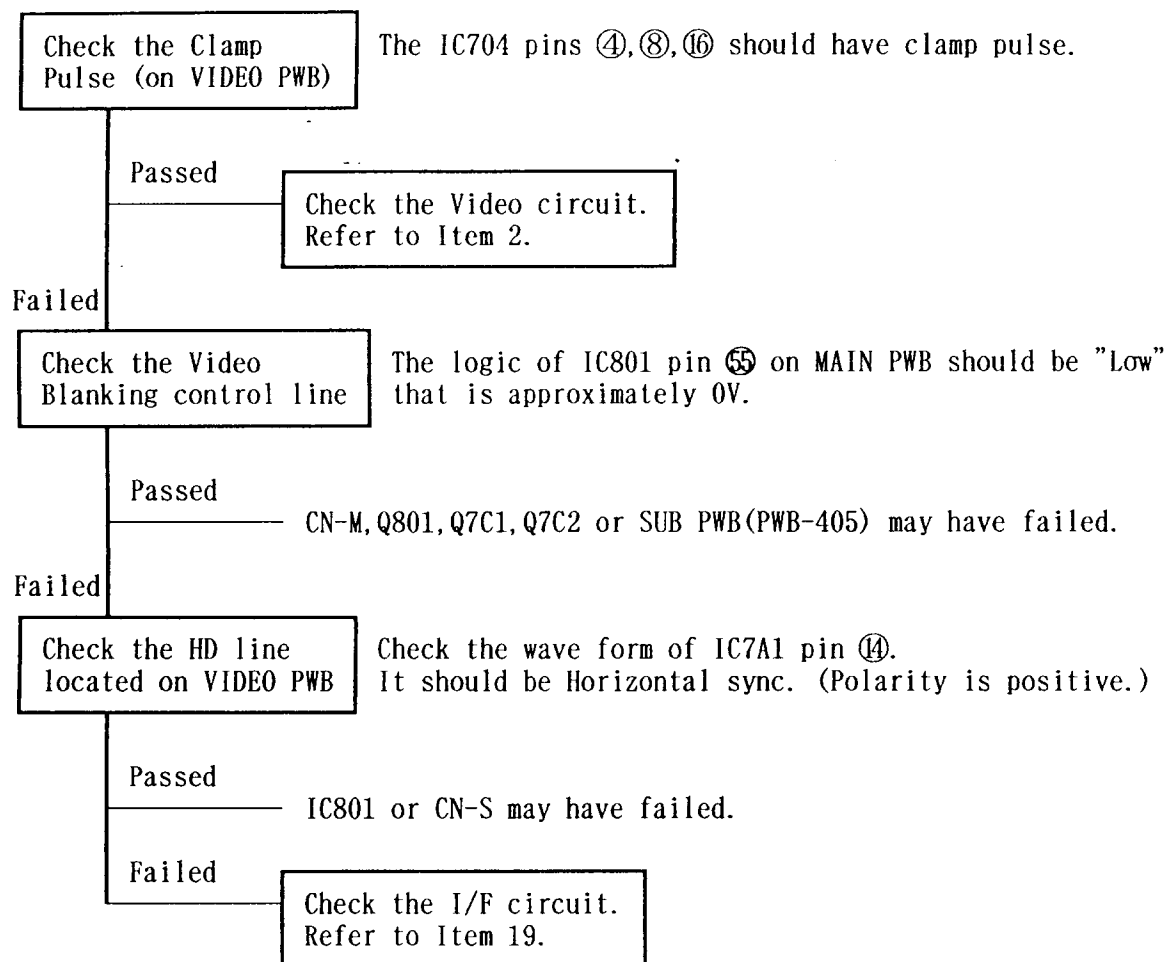 Check the Clamp
Pulse (on VIDEO PWB)
The IC704 pins ④,⑧,⑯ should have clamp pulse.
Passed
Check the Video circuit.
Refer to Item 2.
Failed
Check the Video
Blanking control line
The logic of IC801 pin ㊺ on MAIN PWB should be "Low"
that is approximately 0V.
Passed
CN-M,Q801,Q7C1,Q7C2 or SUB PWB(PWB-405) may have failed.
Failed
Check the HD line
located on VIDEO PWB
Check the wave form of IC7A1 pin ⑭.
It should be Horizontal sync. (Polarity is positive.)
Passed
IC801 or CN-S may have failed.
Failed
Check the I/F circuit.
Refer to Item 19.